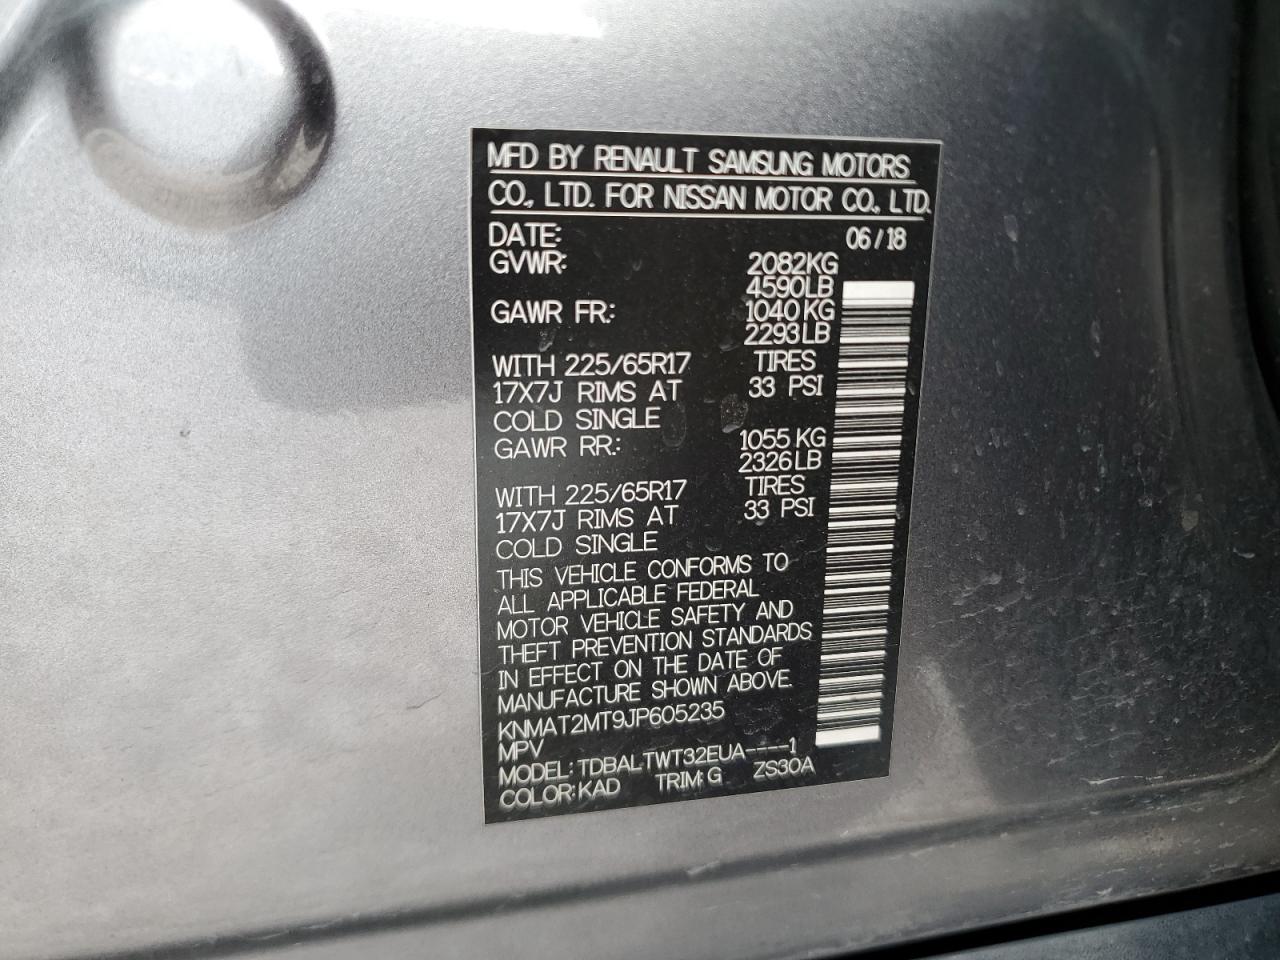 MFD BY RENAULT SAMSUNG MOTORS
CO., LTD. FOR NISSAN MOTOR CO., LTD.
DATE: 06/18
GVWR: 2082KG
4590LB
GAWR FR.: 1040KG
2293LB
WITH 225/65R17 TIRES
17X7J RIMS AT 33 PSI
COLD SINGLE
GAWR RR.: 1055KG
2326LB
WITH 225/65R17 TIRES
17X7J RIMS AT 33 PSI
COLD SINGLE
THIS VEHICLE CONFORMS TO
ALL APPLICABLE FEDERAL
MOTOR VEHICLE SAFETY AND
THEFT PREVENTION STANDARDS
IN EFFECT ON THE DATE OF
MANUFACTURE SHOWN ABOVE.
KNMAT2MT9JP605235
MPV
MODEL: TDBALTWT32EUA----1
COLOR:KAD TRIM:G ZS30A